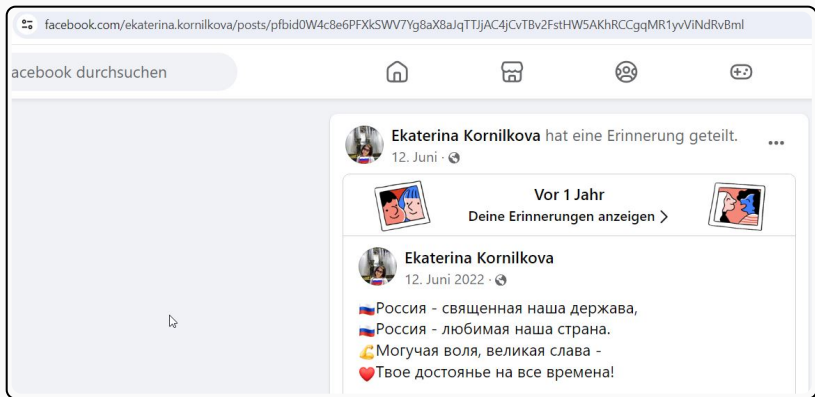 facebook.com/ekaterina.kornilkova/posts/pfbid0W4c8e6PFXkSWV7Yg8aX8aJqTTJjAC4jCvTBv2FstHW5AKhRCCgqMR1yvViNdRvBml
acebook durchsuchen
Ekaterina Kornilkova hat eine Erinnerung geteilt.
12. Juni ·
Vor 1 Jahr
Deine Erinnerungen anzeigen >
Ekaterina Kornilkova
12. Juni 2022 ·
🇷🇺Россия - священная наша держава,
🇷🇺Россия - любимая наша страна.
💪Могучая воля, великая слава -
❤️Твое достоянье на все времена!